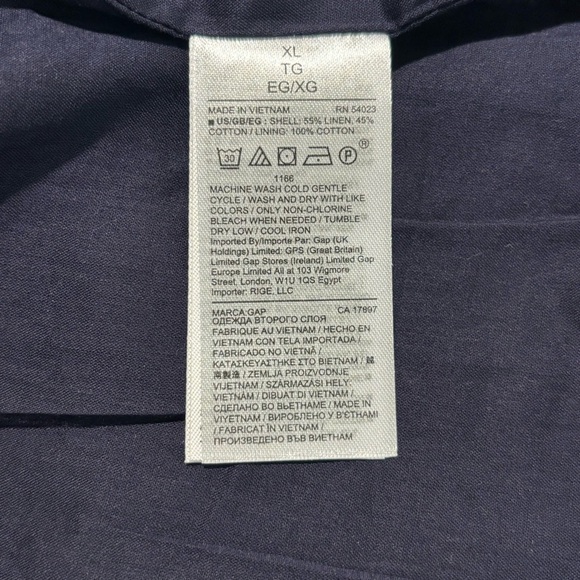 XL
TG
EG/XG
MADE IN VIETNAM RN 54023
■ US/GB/EG : SHELL: 55% LINEN, 45%
COTTON / LINING: 100% COTTON
30 P ®
1166
MACHINE WASH COLD GENTLE
CYCLE / WASH AND DRY WITH LIKE
COLORS / ONLY NON-CHLORINE
BLEACH WHEN NEEDED / TUMBLE
DRY LOW / COOL IRON
Imported By/Importe Par: Gap (UK
Holdings) Limited: GPS (Great Britain)
Limited Gap Stores (Ireland) Limited Gap
Europe Limited All at 103 Wigmore
Street, London, W1U 1QS Egypt
Importer: RIGE, LLC
MARCA:GAP CA 17897
ОДЕЖДА ВТОРОГО СЛОЯ
FABRIQUE AU VIETNAM / HECHO EN
VIETNAM CON TELA IMPORTADA /
FABRICADO NO VIETNÃ /
ΚΑΤΑΣΚΕΥΑΣΤΗΚΕ ΣΤΟ ΒΙΕΤΝΑΜ / 越
南製造 / ZEMLJA PROIZVODNJE
VIJETNAM / SZÁRMAZÁSI HELY:
VIETNAM / DIBUAT DI VIETNAM /
СДЕЛАНО ВО ВЬЕТНАМЕ / MADE IN
VIYETNAM / ВИРОБЛЕНО У В'ЄТНАМІ
/ FABRICAT ÎN VIETNAM /
ПРОИЗВЕДЕНО ВЪВ ВИЕТНАМ